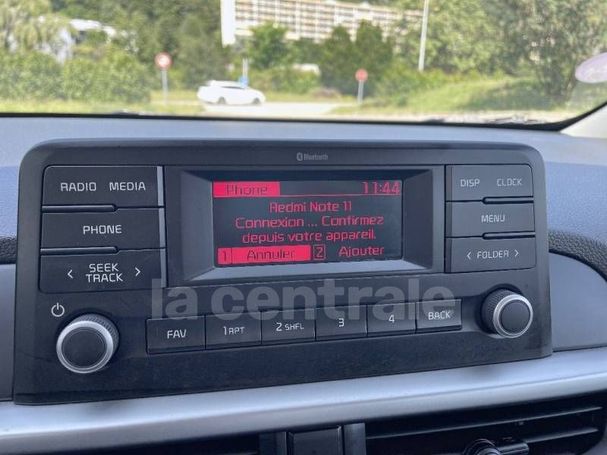 Bluetooth
RADIO MEDIA
PHONE
< SEEK TRACK >
Phone 11:44
Redmi Note 11
Connexion ... Confirmez
depuis votre appareil.
1 Annuler 2 Ajouter
DISP CLOCK
MENU
< FOLDER >
la centrale
FAV 1 RPT 2 SHFL 3 4 BACK